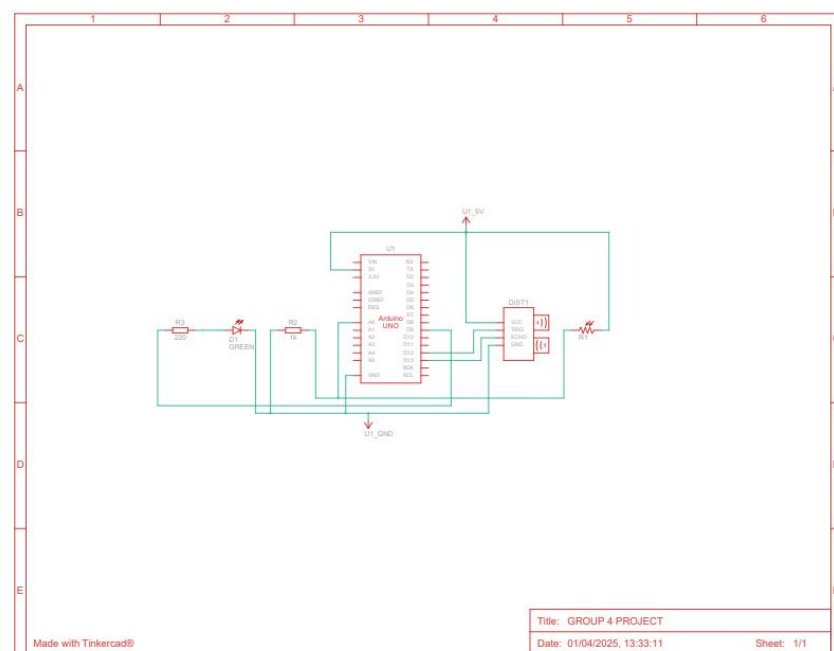 1 2 3 4 5 6
A
B
C
D
E
U1_5V
U1
VIN
5V
3.3V
AREF
IOREF
RES
A0
A1
A2
A3
A4
A5
GND
Arduino
UNO
RX
TX
D2
D3
D4
D5
D6
D7
D8
D9
D10
D11
D12
D13
SDA
SCL
DIST1
VCC
TRIG
ECHO
GND
R1
R3
220
D1
GREEN
R2
1k
U1_GND
Title: GROUP 4 PROJECT
Date: 01/04/2025, 13:33:11 Sheet: 1/1
Made with Tinkercad®